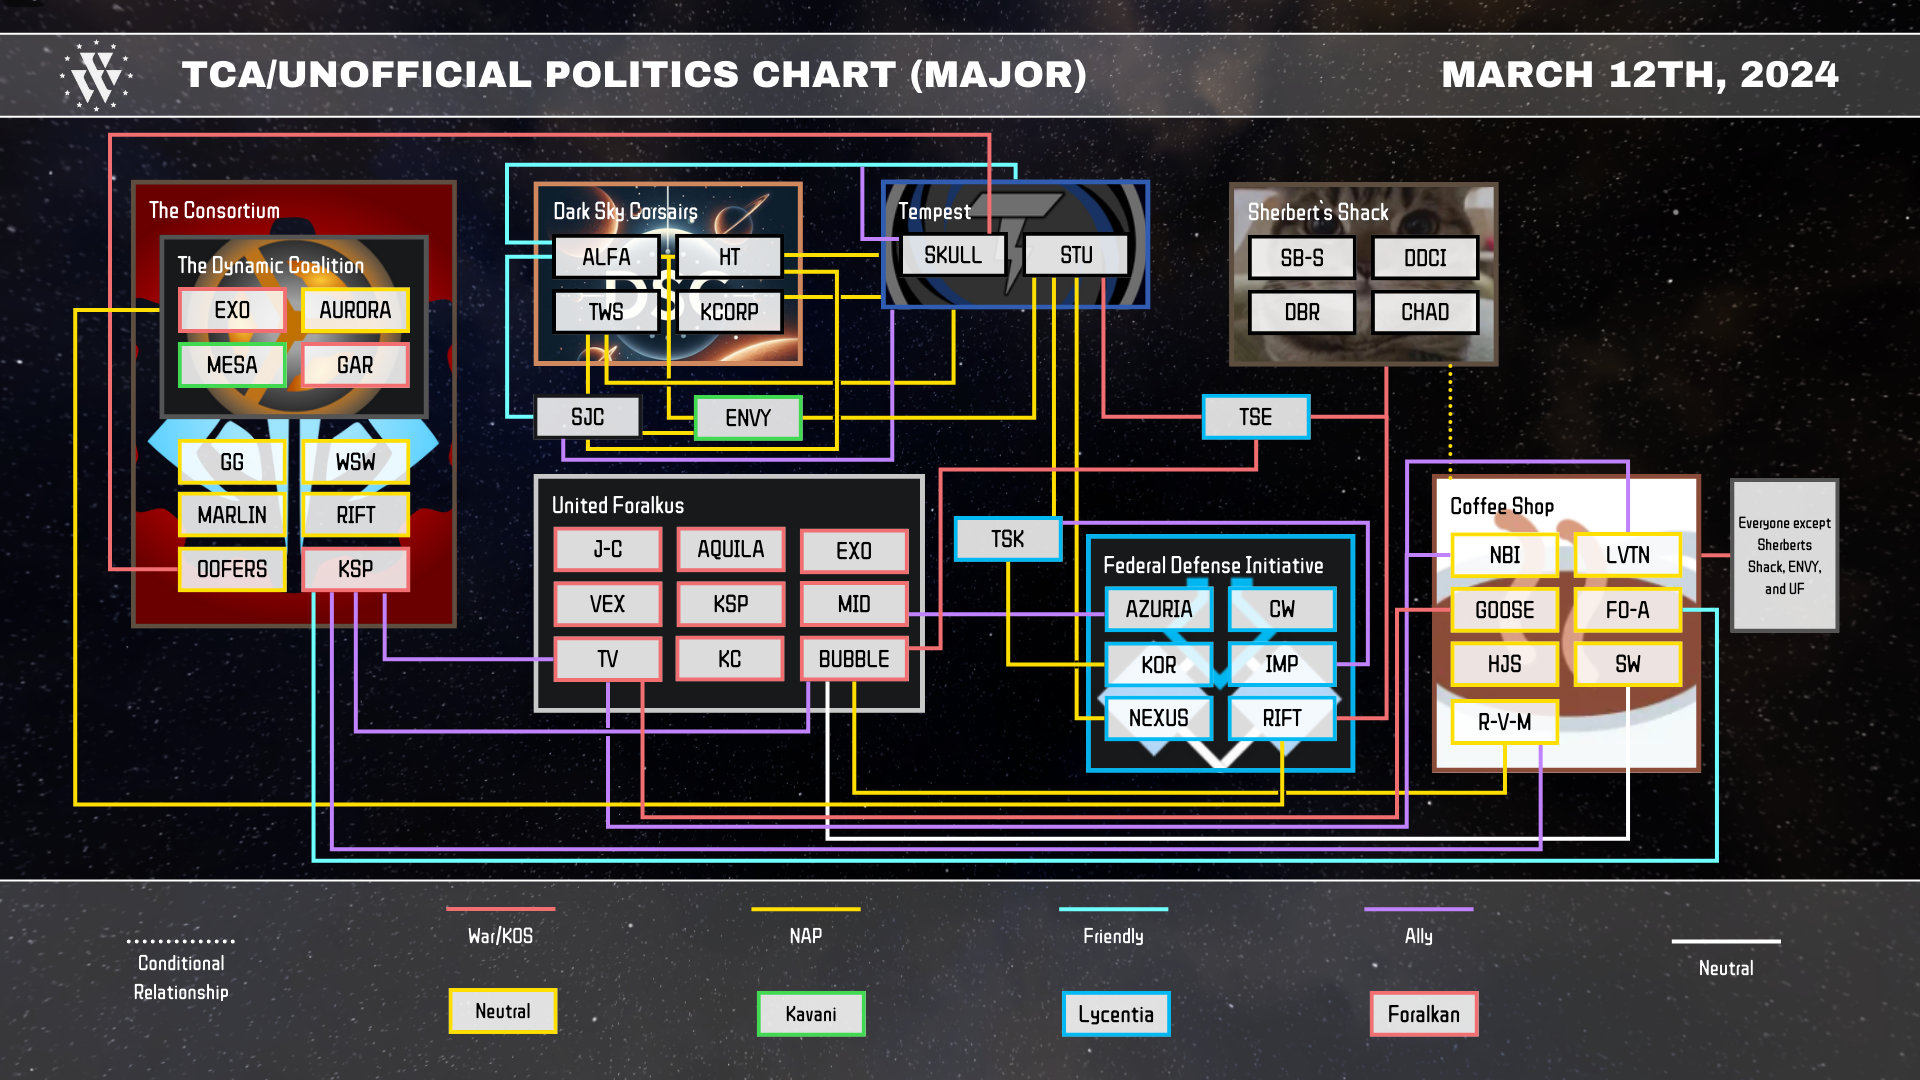 TCA/UNOFFICIAL POLITICS CHART (MAJOR)
MARCH 12TH, 2024
The Consortium
The Dynamic Coalition
EXO
AURORA
MESA
GAR
GG
WSW
MARLIN
RIFT
OOFERS
KSP
Dark Sky Corsairs
DSC
ALFA
HT
TWS
KCORP
Tempest
SKULL
STU
Sherbert's Shack
SB-S
DDCI
DBR
CHAD
SJC
ENVY
TSE
United Foralkus
J-C
AQUILA
EXO
VEX
KSP
MID
TV
KC
BUBBLE
TSK
Federal Defense Initiative
AZURIA
CW
KOR
IMP
NEXUS
RIFT
Coffee Shop
NBI
LVTN
GOOSE
FO-A
HJS
SW
R-V-M
Everyone except
Sherberts
Shack, ENVY,
and UF
Conditional
Relationship
War/KOS
NAP
Friendly
Ally
Neutral
Neutral
Kavani
Lycentia
Foralkan